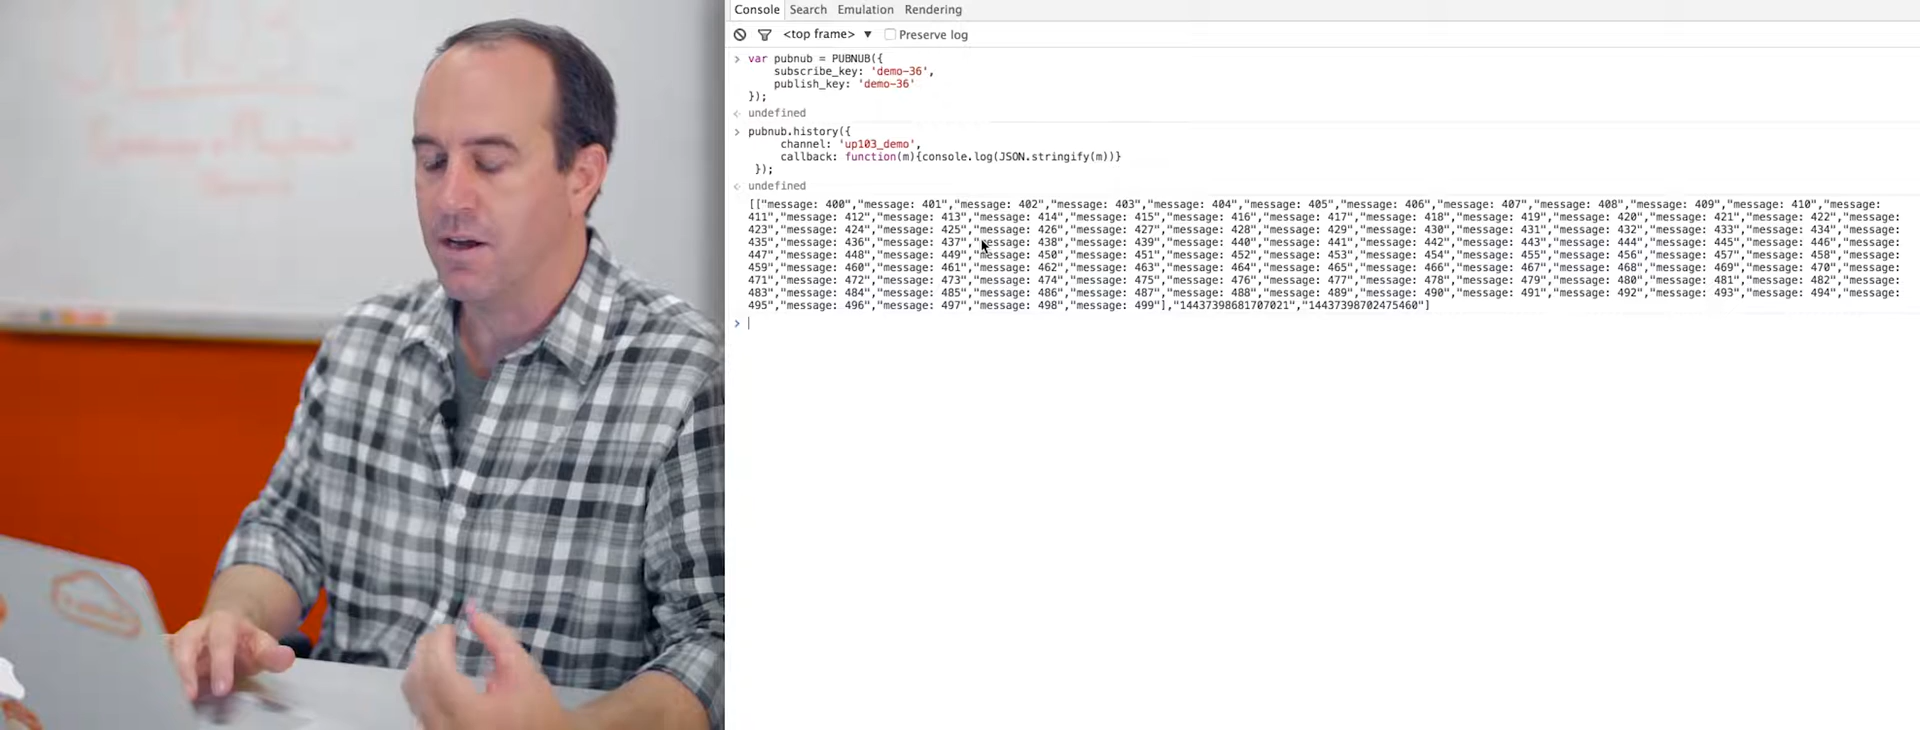 Console Search Emulation Rendering
<top frame> ▼ Preserve log
> var pubnub = PUBNUB({
subscribe_key: 'demo-36',
publish_key: 'demo-36'
});
< undefined
> pubnub.history({
channel: 'up103_demo',
callback: function(m){console.log(JSON.stringify(m))}
});
< undefined
[["message: 400","message: 401","message: 402","message: 403","message: 404","message: 405","message: 406","message: 407","message: 408","message: 409","message: 410","message:
411","message: 412","message: 413","message: 414","message: 415","message: 416","message: 417","message: 418","message: 419","message: 420","message: 421","message: 422","message:
423","message: 424","message: 425","message: 426","message: 427","message: 428","message: 429","message: 430","message: 431","message: 432","message: 433","message: 434","message:
435","message: 436","message: 437","message: 438","message: 439","message: 440","message: 441","message: 442","message: 443","message: 444","message: 445","message: 446","message:
447","message: 448","message: 449","message: 450","message: 451","message: 452","message: 453","message: 454","message: 455","message: 456","message: 457","message: 458","message:
459","message: 460","message: 461","message: 462","message: 463","message: 464","message: 465","message: 466","message: 467","message: 468","message: 469","message: 470","message:
471","message: 472","message: 473","message: 474","message: 475","message: 476","message: 477","message: 478","message: 479","message: 480","message: 481","message: 482","message:
483","message: 484","message: 485","message: 486","message: 487","message: 488","message: 489","message: 490","message: 491","message: 492","message: 493","message: 494","message:
495","message: 496","message: 497","message: 498","message: 499"],"14437398681707021","14437398702475460"]
>